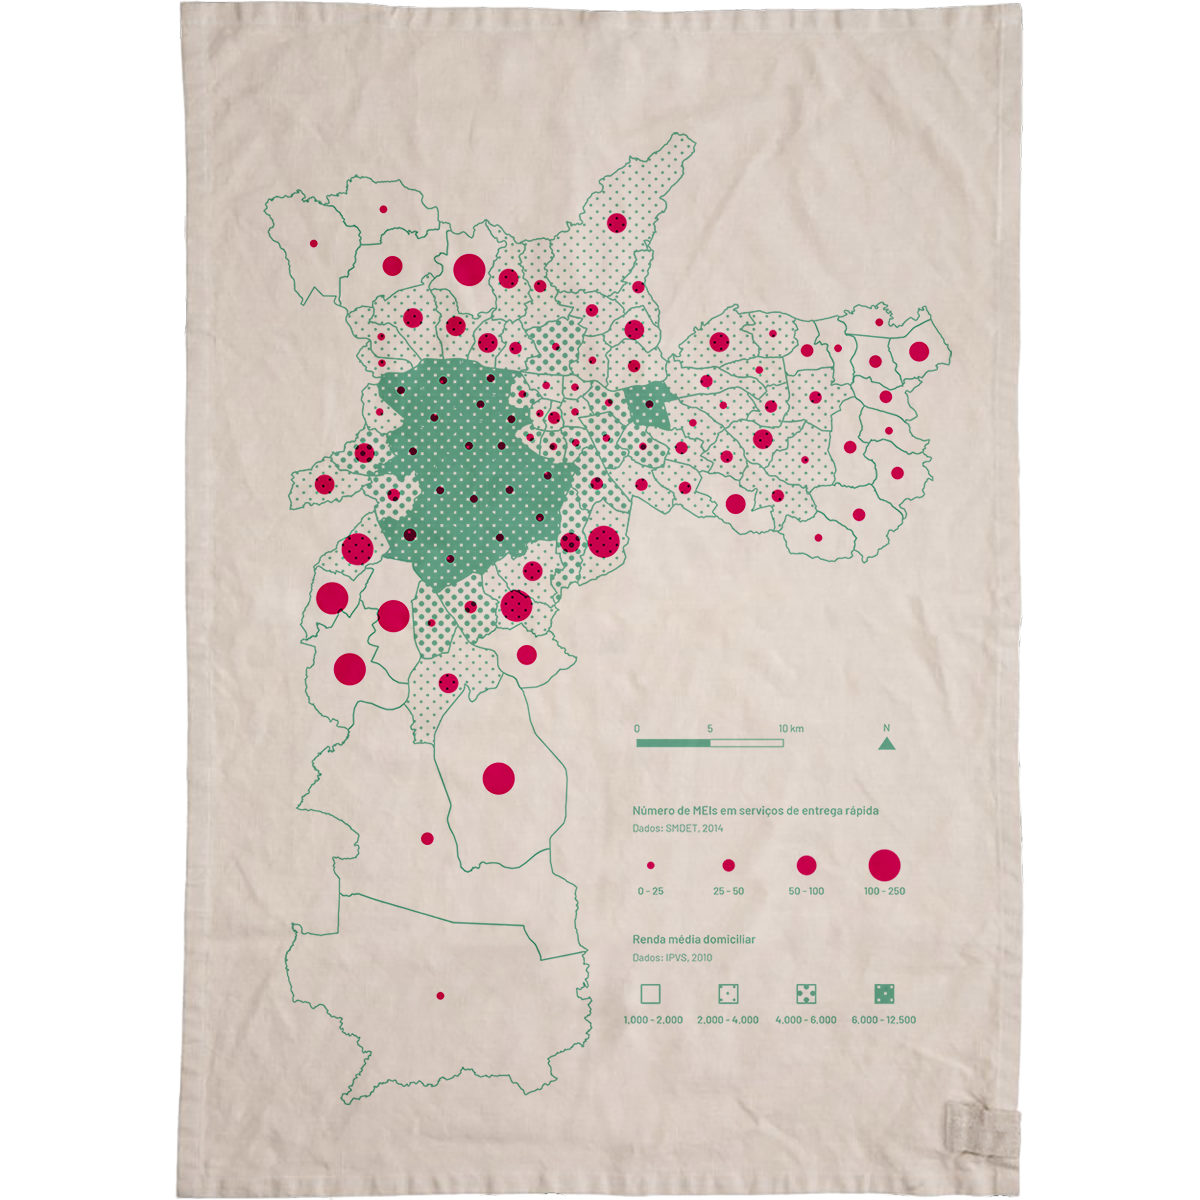 0 5 10 km N
Número de MEIs em serviços de entrega rápida
Dados: SMDET, 2014
0 - 25 25 - 50 50 - 100 100 - 250
Renda média domiciliar
Dados: IPVS, 2010
1.000 - 2.000 2.000 - 4.000 4.000 - 6.000 6.000 - 12.500